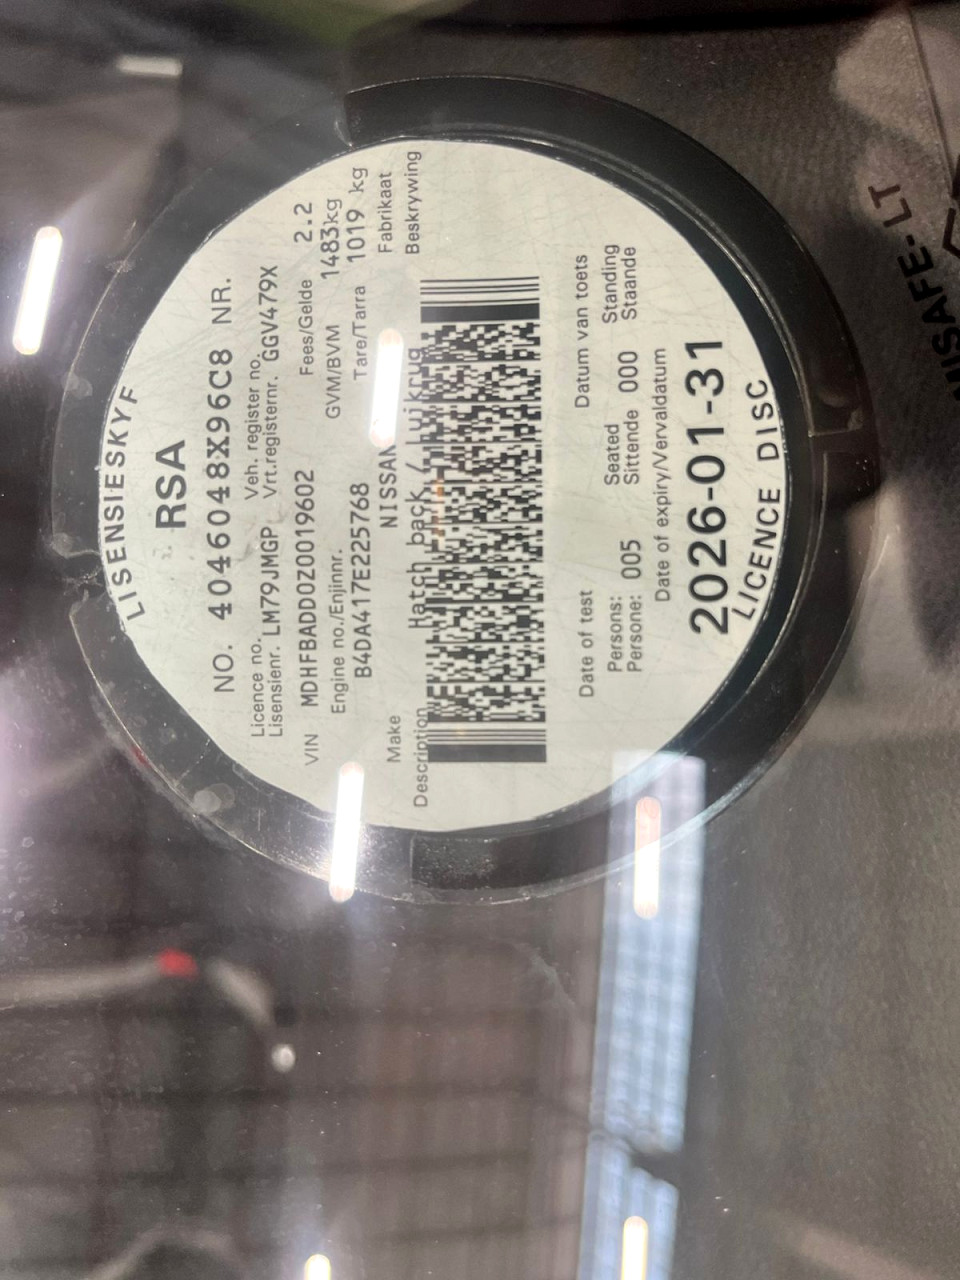 LISENSIESKYF
RSA
NO. 4046048X96C8 NR.
Licence no. Veh. register no.
Lisensienr. LM79JMGP Vrt.registernr. GGV479X
VIN MDHFBADD0Z0019602 Fees/Gelde 2.2
Engine no./Enjinnr. GVM/BVM 1483kg
B4DA417E225768 Tare/Tarra 1019 kg
Make NISSAN Fabrikaat
Description Hatch back / Luikrug Beskrywing
Date of test Datum van toets
Persons: Seated Standing
Persone: 005 Sittende 000 Staande
Date of expiry/Vervaldatum
2026-01-31
LICENCE DISC